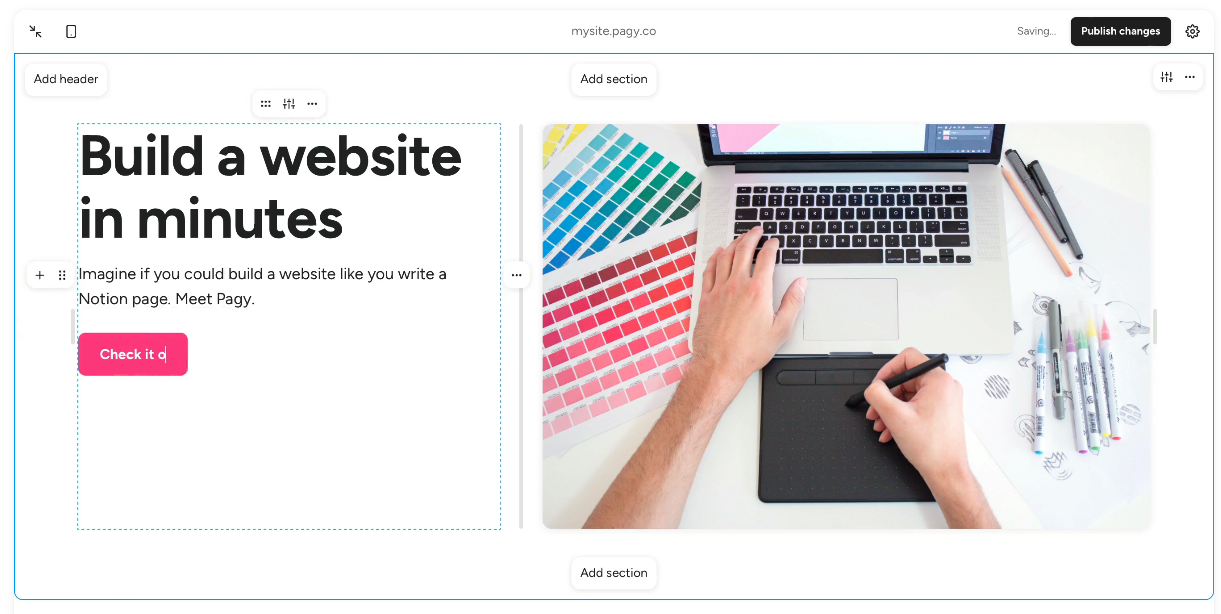 mysite.pagy.co
Saving...
Publish changes
Add header
Add section
Build a website
in minutes
Imagine if you could build a website like you write a
Notion page. Meet Pagy.
Check it o
Add section